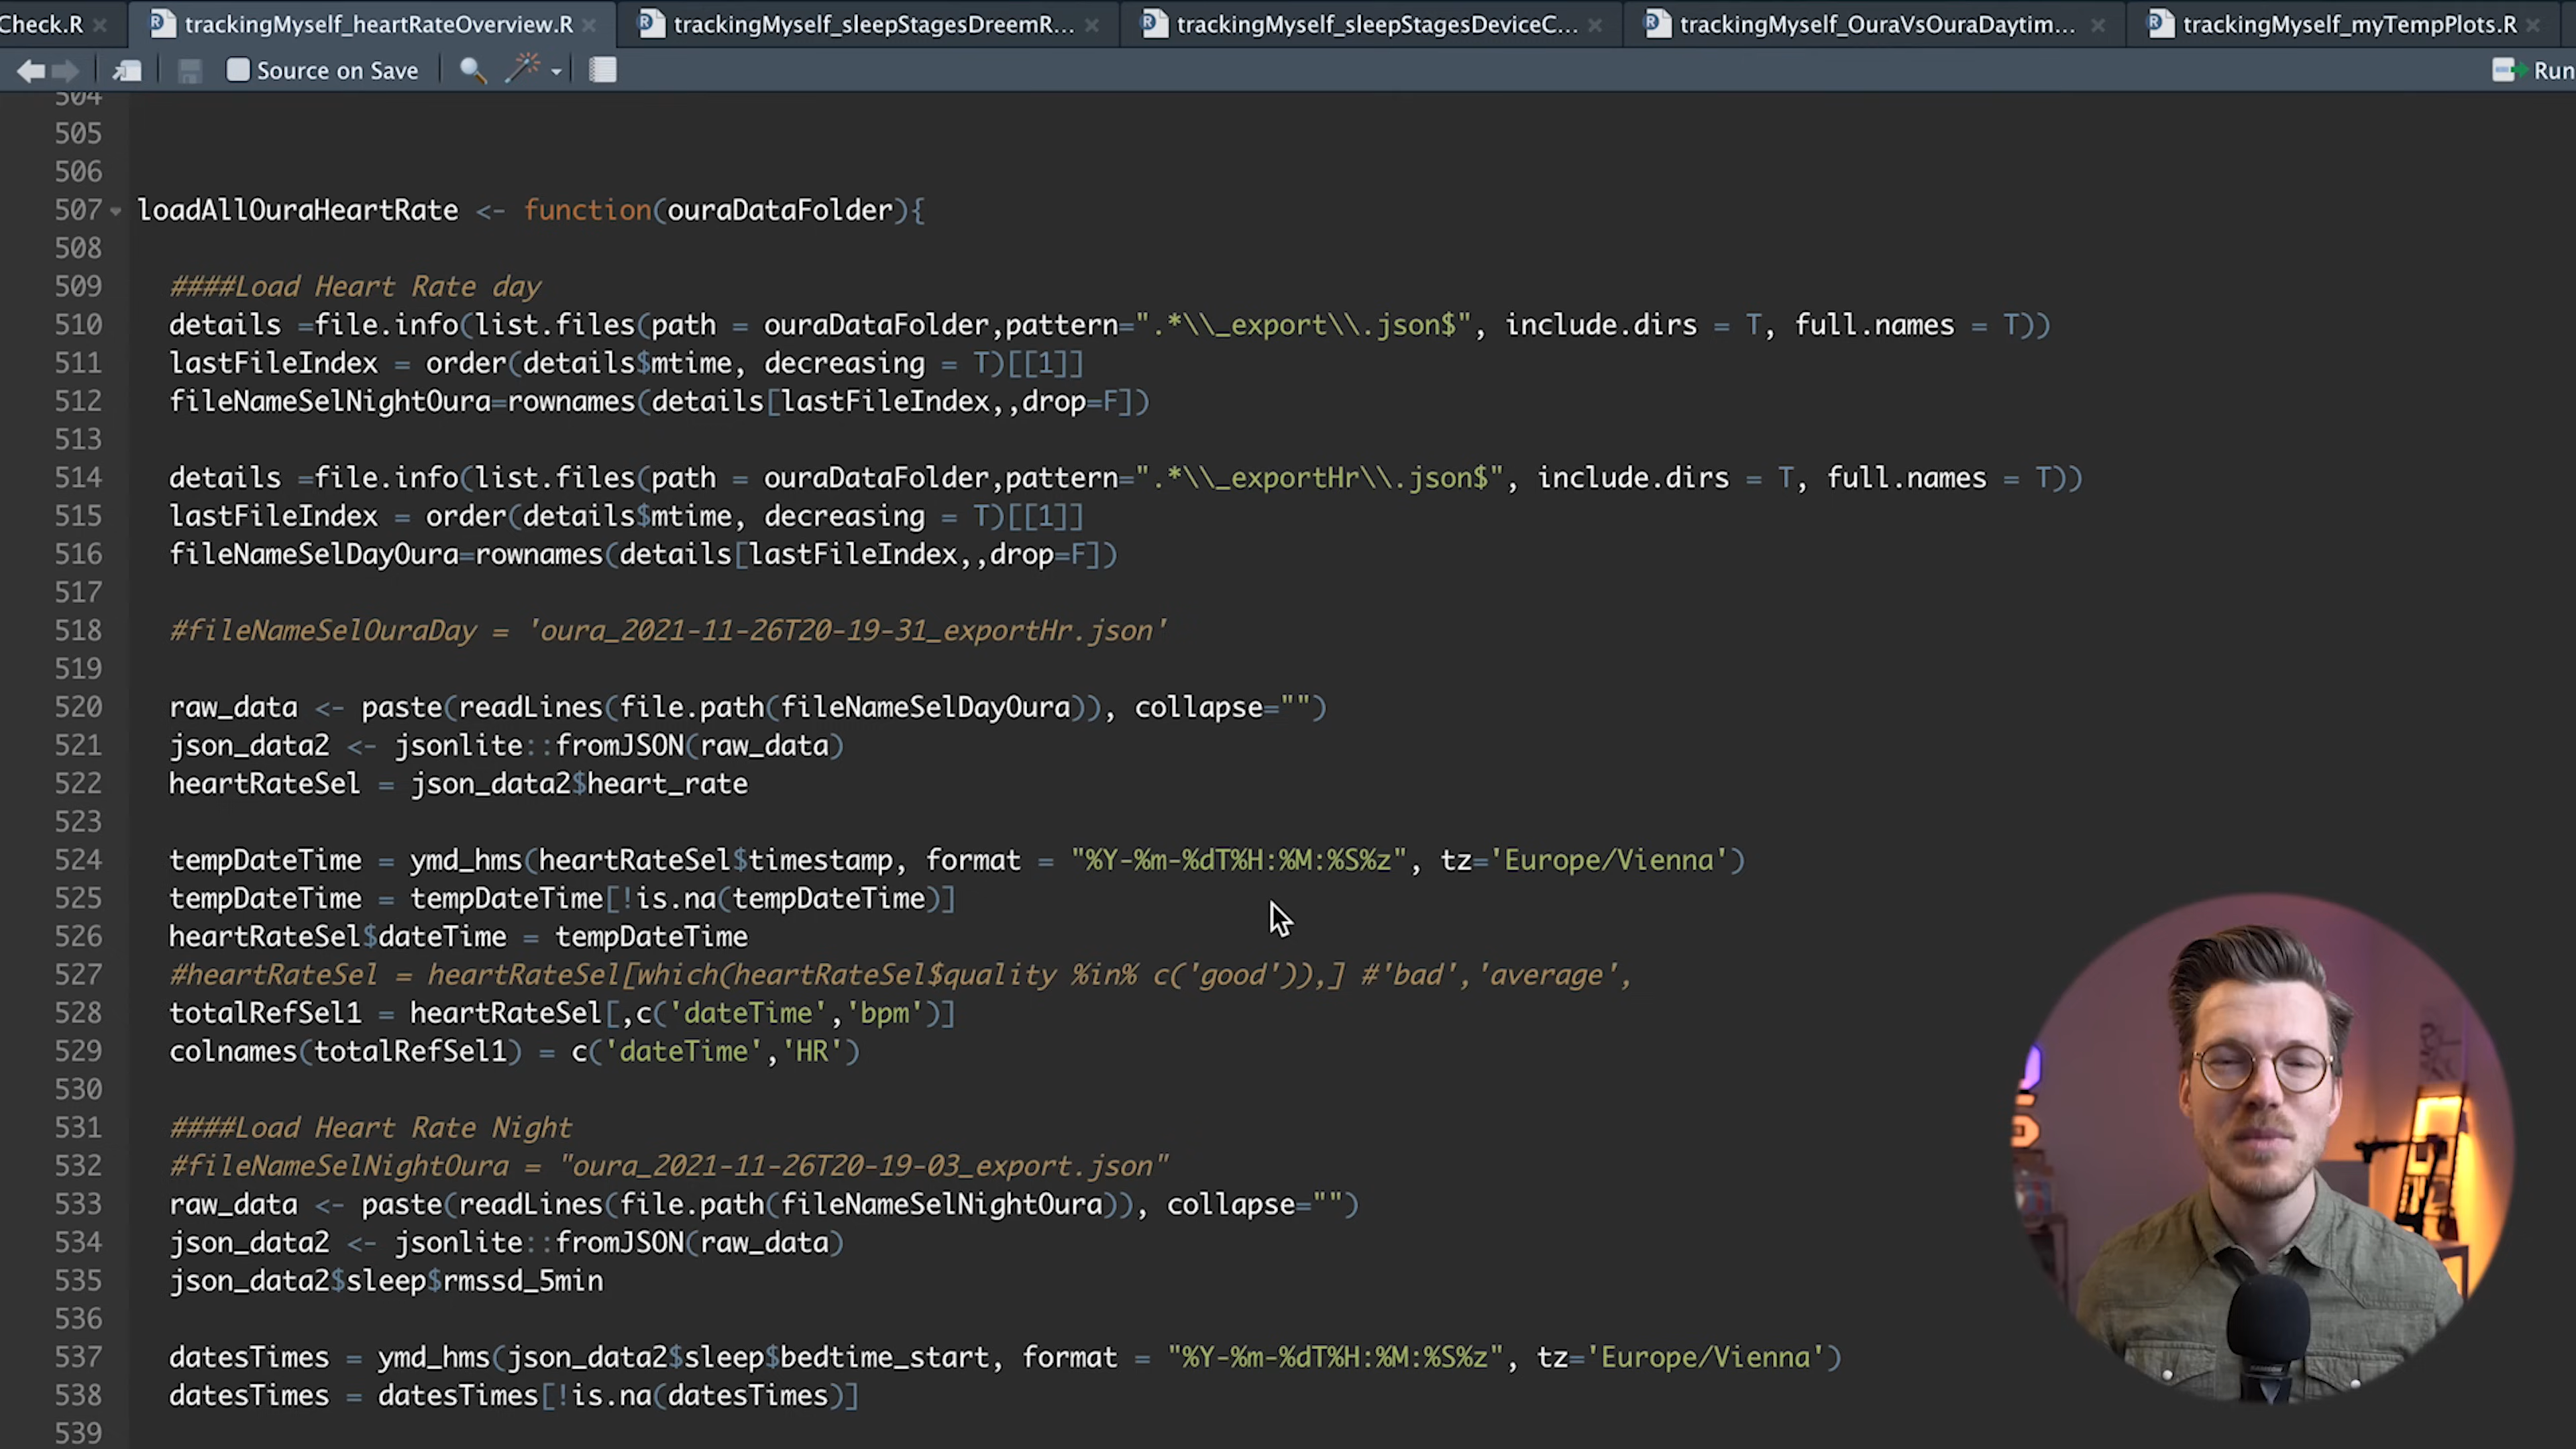 Check.R
trackingMyself_heartRateOverview.R
trackingMyself_sleepStagesDreemR...
trackingMyself_sleepStagesDeviceC...
trackingMyself_OuraVsOuraDaytim...
trackingMyself_myTempPlots.R
Source on Save
Run
504
505
506
507 loadAllOuraHeartRate <- function(ouraDataFolder){
508
509 ####Load Heart Rate day
510 details =file.info(list.files(path = ouraDataFolder,pattern=".*\\_export\\.json$", include.dirs = T, full.names = T))
511 lastFileIndex = order(details$mtime, decreasing = T)[[1]]
512 fileNameSelNightOura=rownames(details[lastFileIndex,,drop=F])
513
514 details =file.info(list.files(path = ouraDataFolder,pattern=".*\\_exportHr\\.json$", include.dirs = T, full.names = T))
515 lastFileIndex = order(details$mtime, decreasing = T)[[1]]
516 fileNameSelDayOura=rownames(details[lastFileIndex,,drop=F])
517
518 #fileNameSelOuraDay = 'oura_2021-11-26T20-19-31_exportHr.json'
519
520 raw_data <- paste(readLines(file.path(fileNameSelDayOura)), collapse="")
521 json_data2 <- jsonlite::fromJSON(raw_data)
522 heartRateSel = json_data2$heart_rate
523
524 tempDateTime = ymd_hms(heartRateSel$timestamp, format = "%Y-%m-%dT%H:%M:%S%z", tz='Europe/Vienna')
525 tempDateTime = tempDateTime[!is.na(tempDateTime)]
526 heartRateSel$dateTime = tempDateTime
527 #heartRateSel = heartRateSel[which(heartRateSel$quality %in% c('good')),] #'bad','average',
528 totalRefSel1 = heartRateSel[,c('dateTime','bpm')]
529 colnames(totalRefSel1) = c('dateTime','HR')
530
531 ####Load Heart Rate Night
532 #fileNameSelNightOura = "oura_2021-11-26T20-19-03_export.json"
533 raw_data <- paste(readLines(file.path(fileNameSelNightOura)), collapse="")
534 json_data2 <- jsonlite::fromJSON(raw_data)
535 json_data2$sleep$rmssd_5min
536
537 datesTimes = ymd_hms(json_data2$sleep$bedtime_start, format = "%Y-%m-%dT%H:%M:%S%z", tz='Europe/Vienna')
538 datesTimes = datesTimes[!is.na(datesTimes)]
539